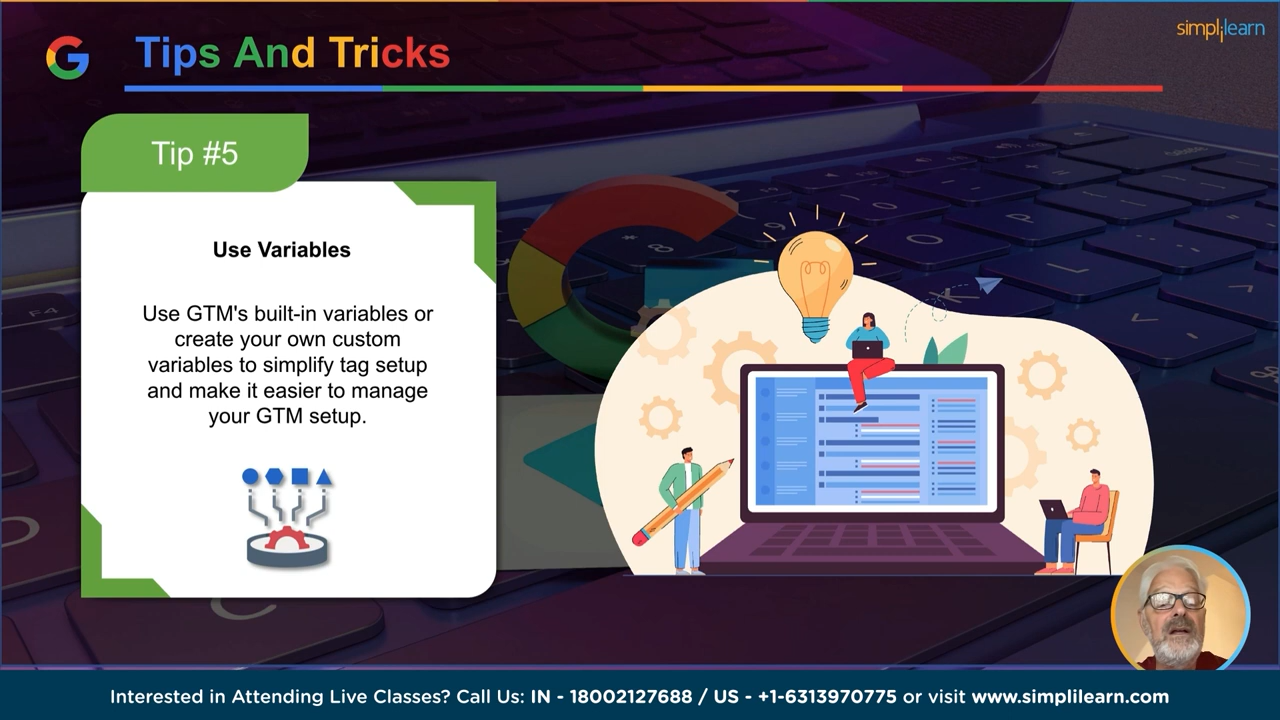 simplilearn
Tips And Tricks
Tip #5
Use Variables
Use GTM's built-in variables or
create your own custom
variables to simplify tag setup
and make it easier to manage
your GTM setup.
Interested in Attending Live Classes? Call Us: IN - 18002127688 / US - +1-6313970775 or visit www.simplilearn.com